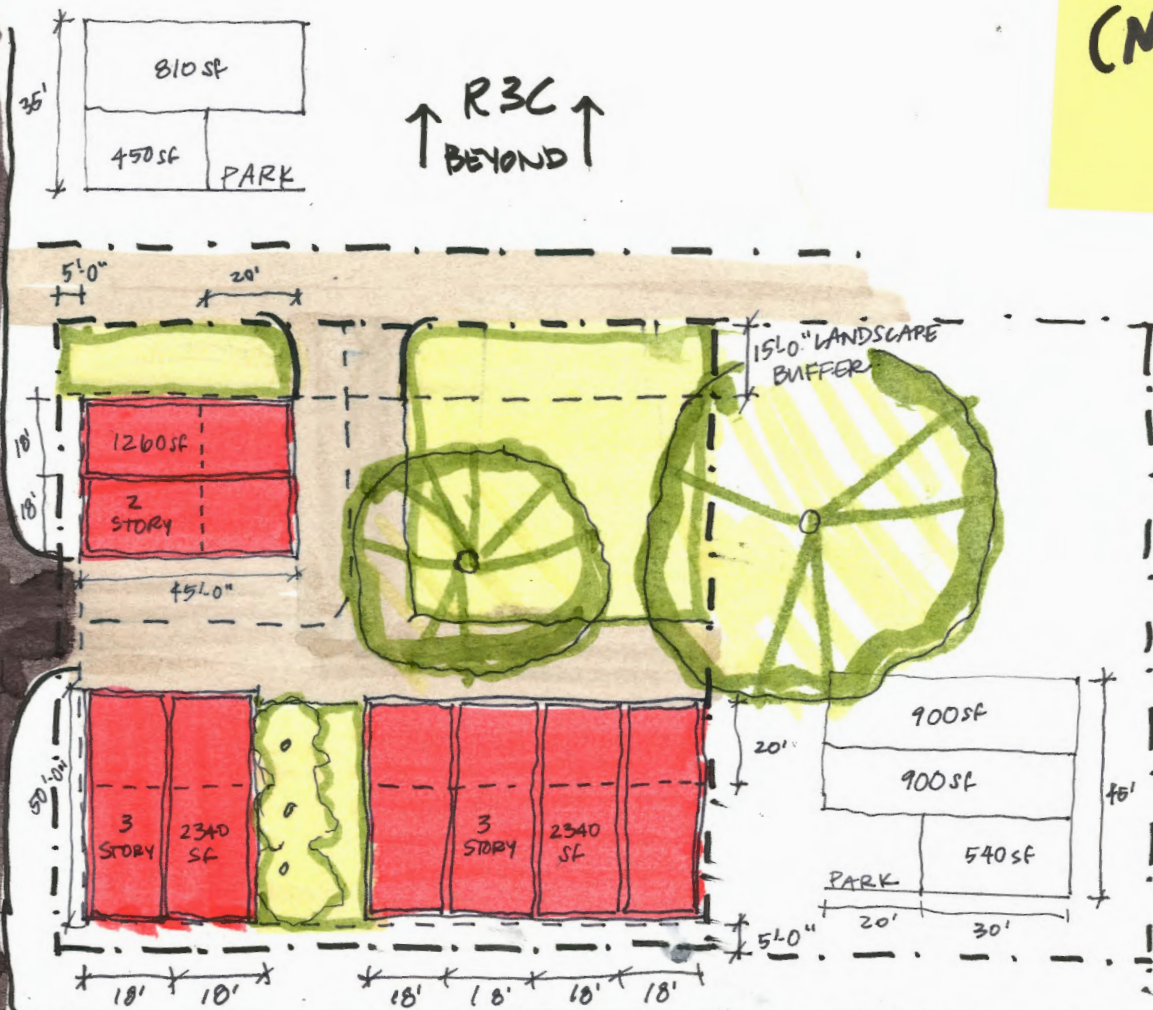 (M
810 SF
35'
450 SF
PARK
↑ R3C ↑
BEYOND
5'-0"
20'
15'-0" LANDSCAPE
BUFFER
18'
1260 SF
18'
2
STORY
45'-0"
50'-0"
3
STORY
2340
SF
3
STORY
2340
SF
20'
900 SF
900 SF
45'
540 SF
PARK
20'
30'
5'-0"
18'
18'
18'
18'
18'
18'